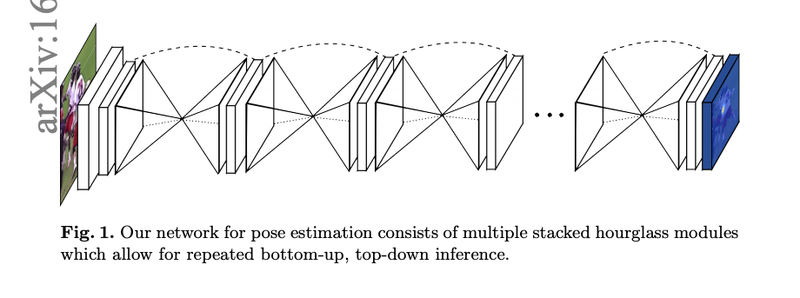 arXiv:16
Fig. 1. Our network for pose estimation consists of multiple stacked hourglass modules
which allow for repeated bottom-up, top-down inference.